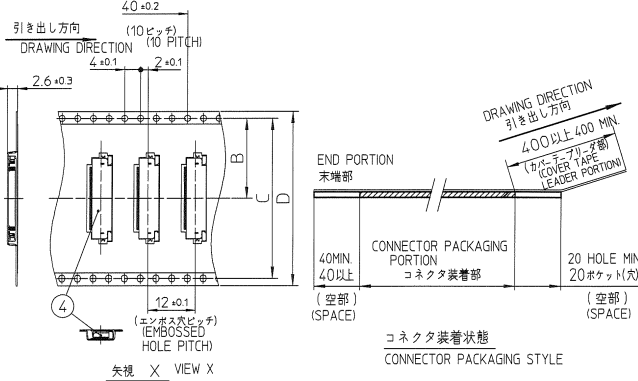 40 ±0.2
引き出し方向
DRAWING DIRECTION
(10ピッチ)
(10 PITCH)
4 ±0.1
2 ±0.1
2.6 ±0.3
B
C
D
4
12 ±0.1
(エンボス穴ピッチ)
(EMBOSSED
HOLE PITCH)
矢視 X VIEW X
DRAWING DIRECTION
引き出し方向
400以上 400 MIN.
(カバーテープリーダ部)
(COVER TAPE
LEADER PORTION)
END PORTION
末端部
40MIN.
40以上
(空部)
(SPACE)
CONNECTOR PACKAGING
PORTION
コネクタ装着部
20 HOLE MIN
20ポケット(穴)
(空部)
(SPACE)
コネクタ装着状態
CONNECTOR PACKAGING STYLE